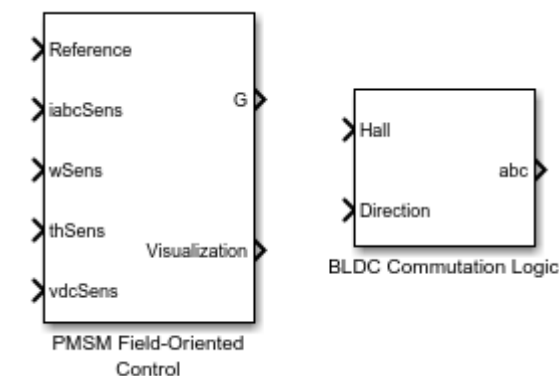 Reference
iabcSens
wSens
thSens
vdcSens
G
Visualization
PMSM Field-Oriented
Control
Hall
Direction
abc
BLDC Commutation Logic